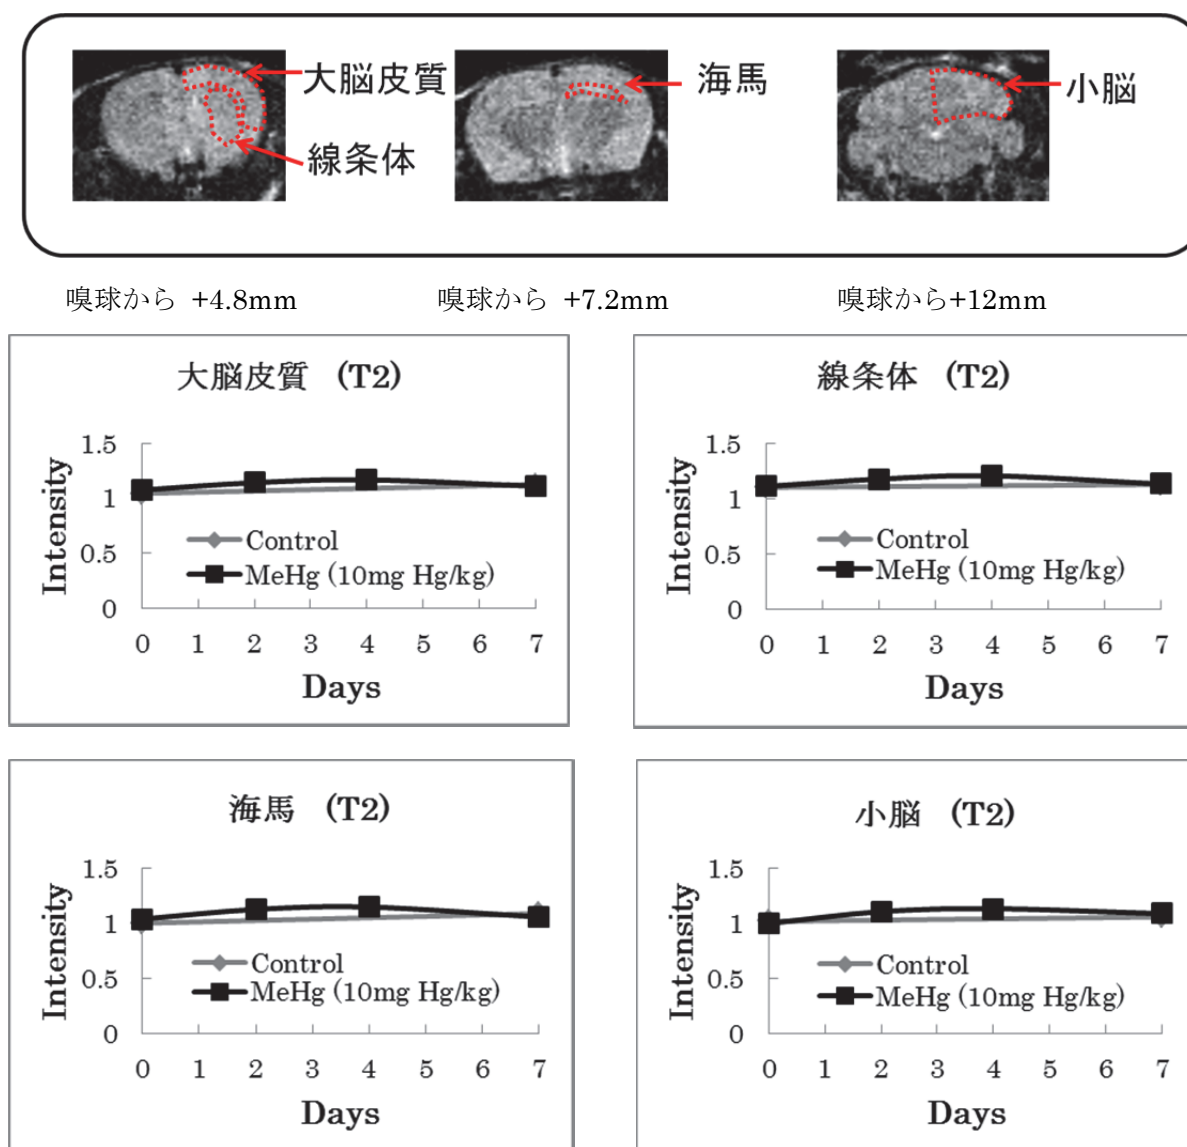 大脳皮質
線条体
海馬
小脳
嗅球から +4.8mm
嗅球から +7.2mm
嗅球から+12mm
大脳皮質 (T2)
Intensity
1.5
1
0.5
0
Control
MeHg (10mg Hg/kg)
0 1 2 3 4 5 6 7
Days
線条体 (T2)
Intensity
1.5
1
0.5
0
Control
MeHg (10mg Hg/kg)
0 1 2 3 4 5 6 7
Days
海馬 (T2)
Intensity
1.5
1
0.5
0
Control
MeHg (10mg Hg/kg)
0 1 2 3 4 5 6 7
Days
小脳 (T2)
Intensity
1.5
1
0.5
0
Control
MeHg (10mg Hg/kg)
0 1 2 3 4 5 6 7
Days